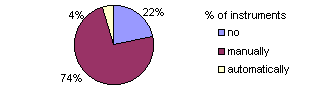 4%
22%
74%
% of instruments
no
manually
automatically